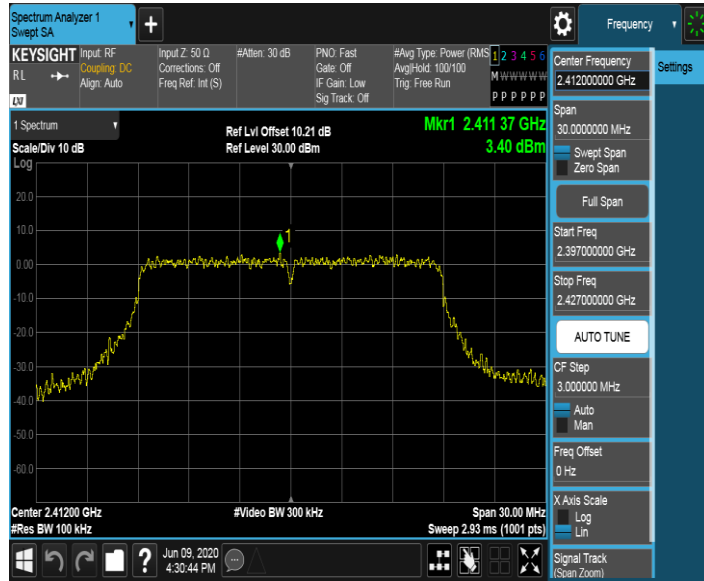 Spectrum Analyzer 1
Swept SA
Frequency
KEYSIGHT
RL
LXI
Input: RF
Coupling: DC
Align: Auto
Input Z: 50 Ω
Corrections: Off
Freq Ref: Int (S)
#Atten: 30 dB
PNO: Fast
Gate: Off
IF Gain: Low
Sig Track: Off
#Avg Type: Power (RMS
Avg|Hold: 100/100
Trig: Free Run
1 2 3 4 5 6
M W W W W W
P P P P P P
1 Spectrum
Scale/Div 10 dB
Log
Ref Lvl Offset 10.21 dB
Ref Level 30.00 dBm
Mkr1 2.411 37 GHz
3.40 dBm
20.0
10.0
0.00
-10.0
-20.0
-30.0
-40.0
-50.0
-60.0
1
Center 2.41200 GHz
#Res BW 100 kHz
#Video BW 300 kHz
Span 30.00 MHz
Sweep 2.93 ms (1001 pts)
?
Jun 09, 2020
4:30:44 PM
Center Frequency
2.412000000 GHz
Settings
Span
30.0000000 MHz
Swept Span
Zero Span
Full Span
Start Freq
2.397000000 GHz
Stop Freq
2.427000000 GHz
AUTO TUNE
CF Step
3.000000 MHz
Auto
Man
Freq Offset
0 Hz
X Axis Scale
Log
Lin
Signal Track
(Span Zoom)